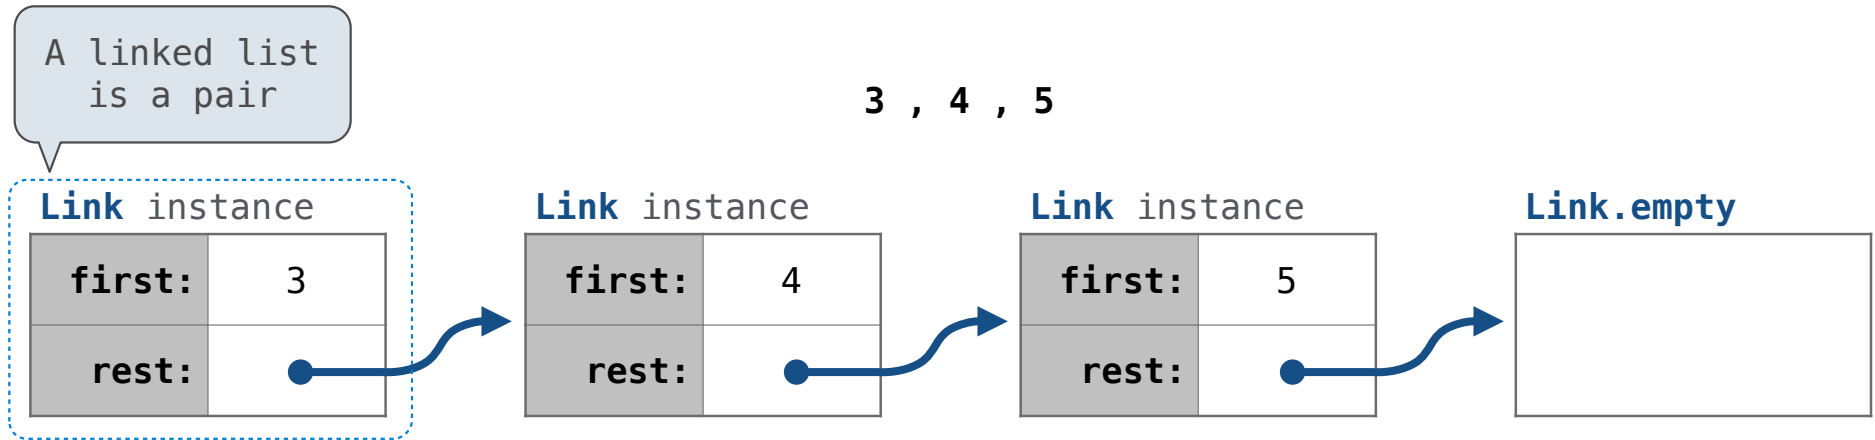 A linked list
is a pair
3 , 4 , 5
Link instance
first: 3
rest:
Link instance
first: 4
rest:
Link instance
first: 5
rest:
Link.empty